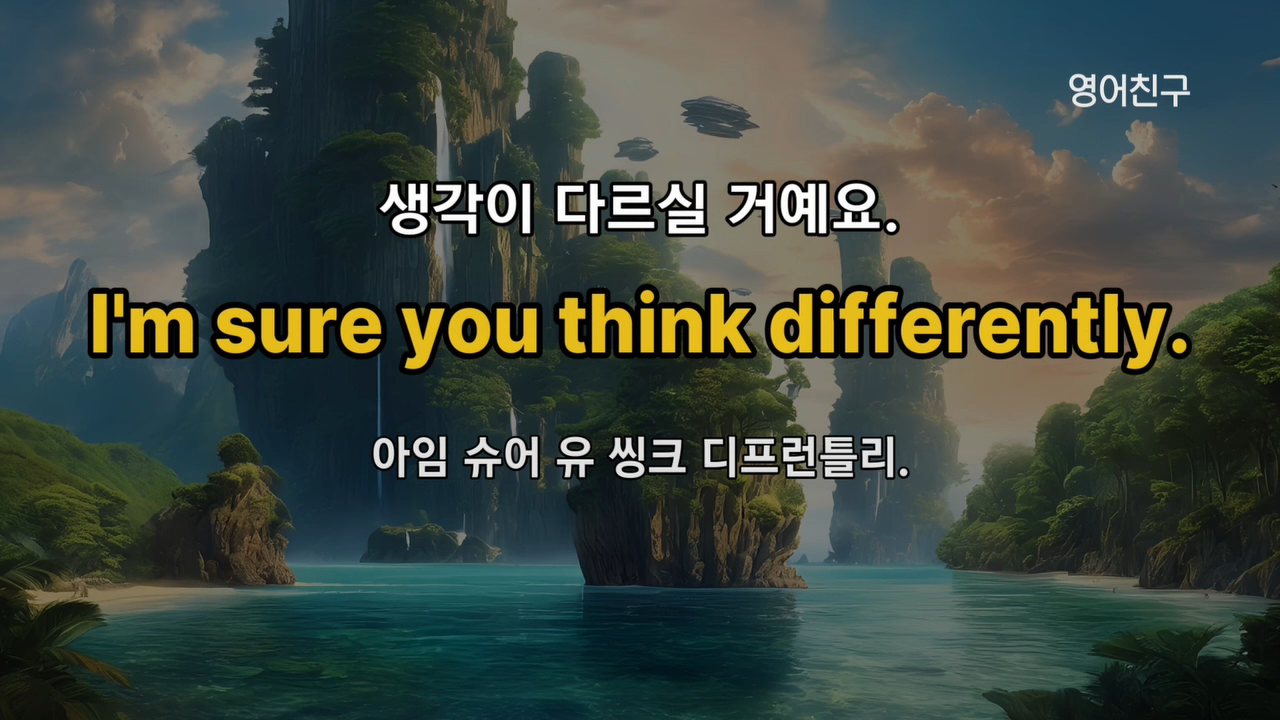 영어친구
생각이 다르실 거예요.
I'm sure you think differently.
아임 슈어 유 씽크 디프런틀리.